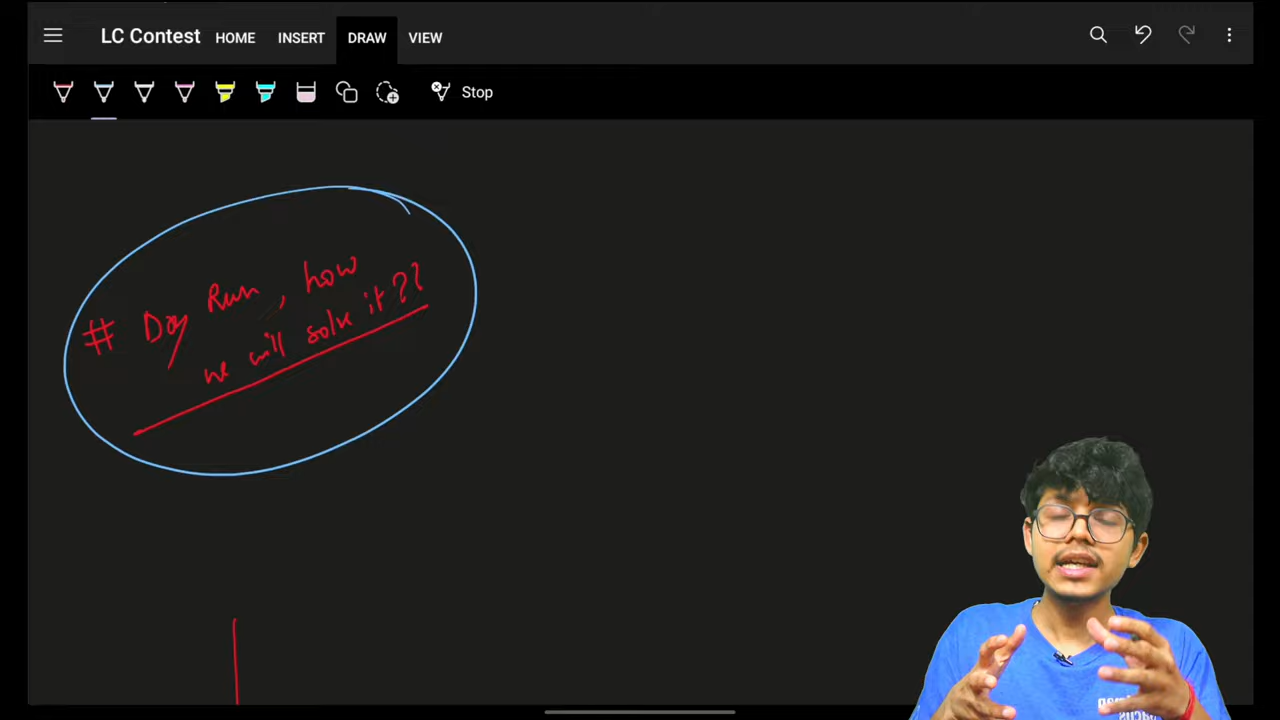 LC Contest HOME INSERT DRAW VIEW
Stop
# Dry Run, how
we will solve it??